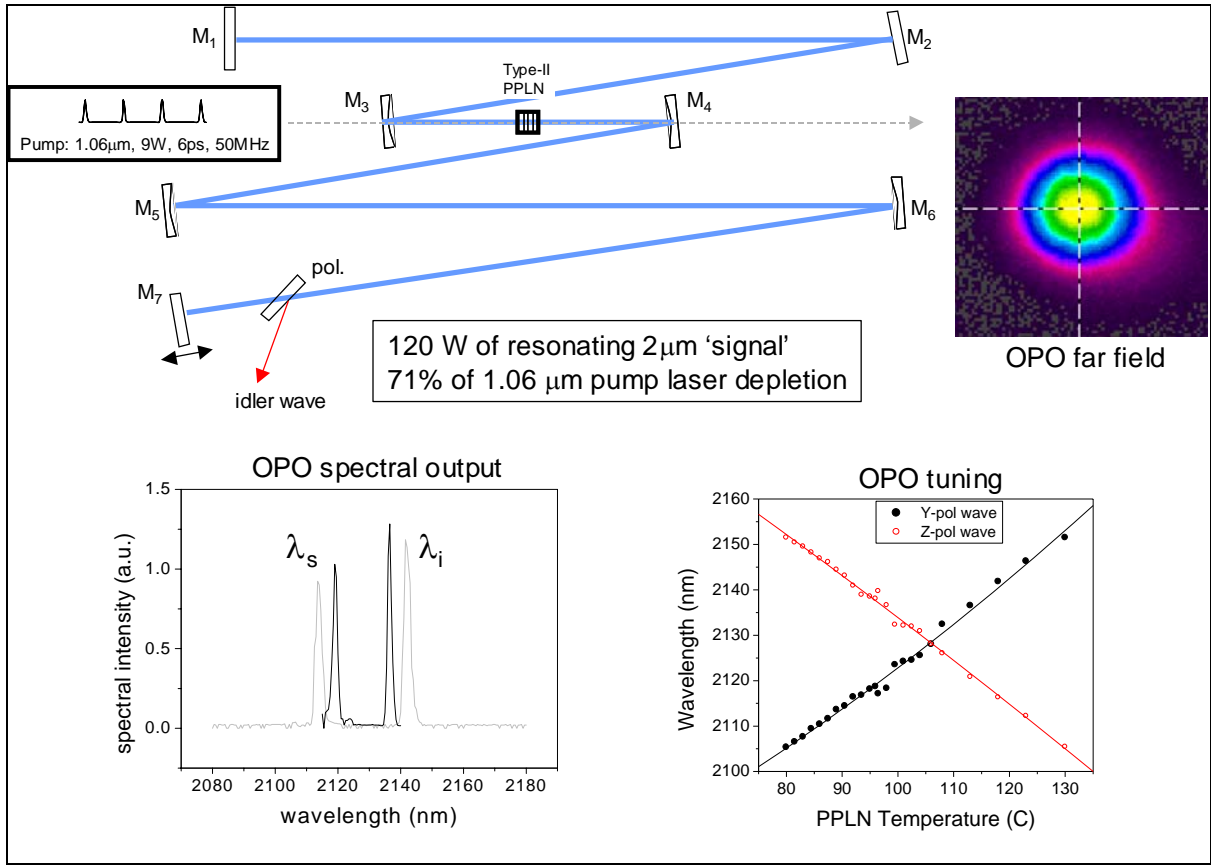 M1
M2
Type-II
PPLN
M3
M4
Pump: 1.06μm, 9W, 6ps, 50MHz
M5
M6
pol.
M7
idler wave
120 W of resonating 2μm ‘signal’
71% of 1.06 μm pump laser depletion
OPO far field
OPO spectral output
1.5
1.0
0.5
0.0
λs
λi
spectral intensity (a.u.)
2080 2100 2120 2140 2160 2180
wavelength (nm)
OPO tuning
Y-pol wave
Z-pol wave
2160
2150
2140
2130
2120
2110
2100
Wavelength (nm)
80 90 100 110 120 130
PPLN Temperature (C)